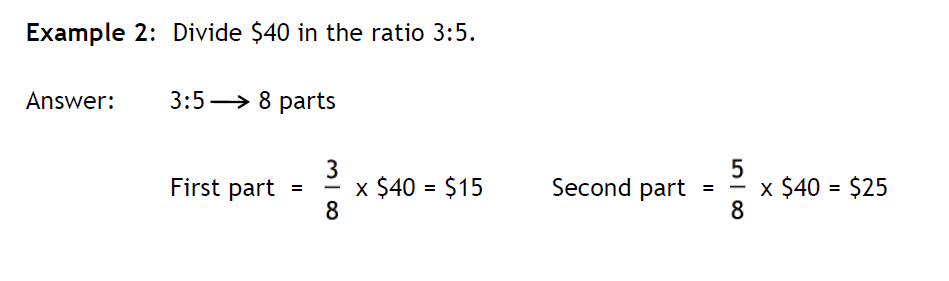 Example 2: Divide $40 in the ratio 3:5.
Answer: 3:5 ⟶ 8 parts
First part = 3/8 x $40 = $15 Second part = 5/8 x $40 = $25